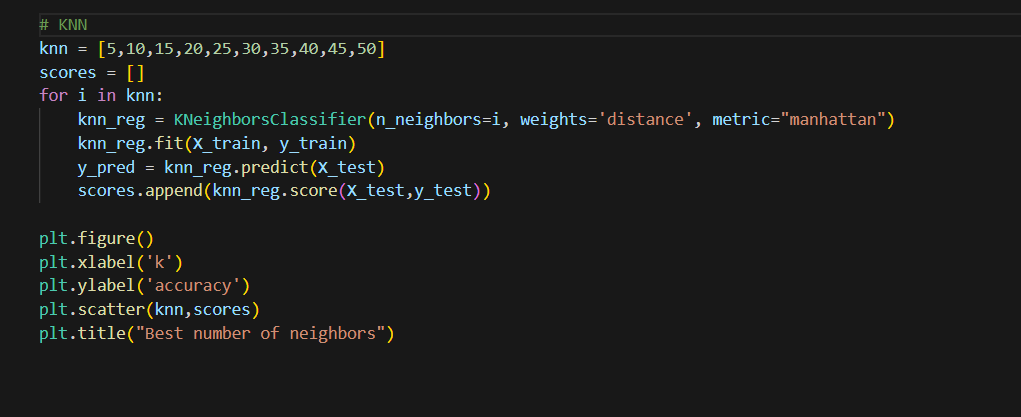 # KNN
knn = [5,10,15,20,25,30,35,40,45,50]
scores = []
for i in knn:
    knn_reg = KNeighborsClassifier(n_neighbors=i, weights='distance', metric="manhattan")
    knn_reg.fit(X_train, y_train)
    y_pred = knn_reg.predict(X_test)
    scores.append(knn_reg.score(X_test,y_test))
plt.figure()
plt.xlabel('k')
plt.ylabel('accuracy')
plt.scatter(knn,scores)
plt.title("Best number of neighbors")